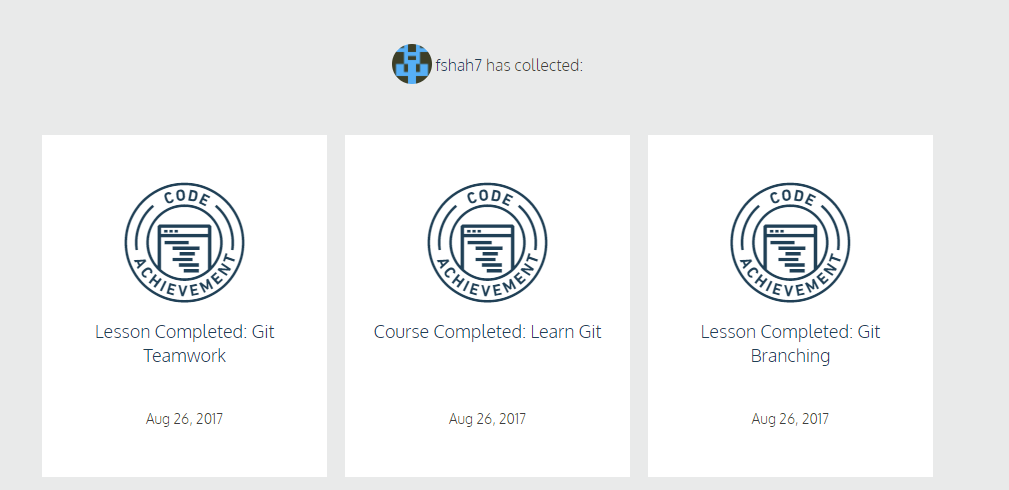 fshah7 has collected:
CODE
ACHIEVEMENT
Lesson Completed: Git
Teamwork
Aug 26, 2017
CODE
ACHIEVEMENT
Course Completed: Learn Git
Aug 26, 2017
CODE
ACHIEVEMENT
Lesson Completed: Git
Branching
Aug 26, 2017